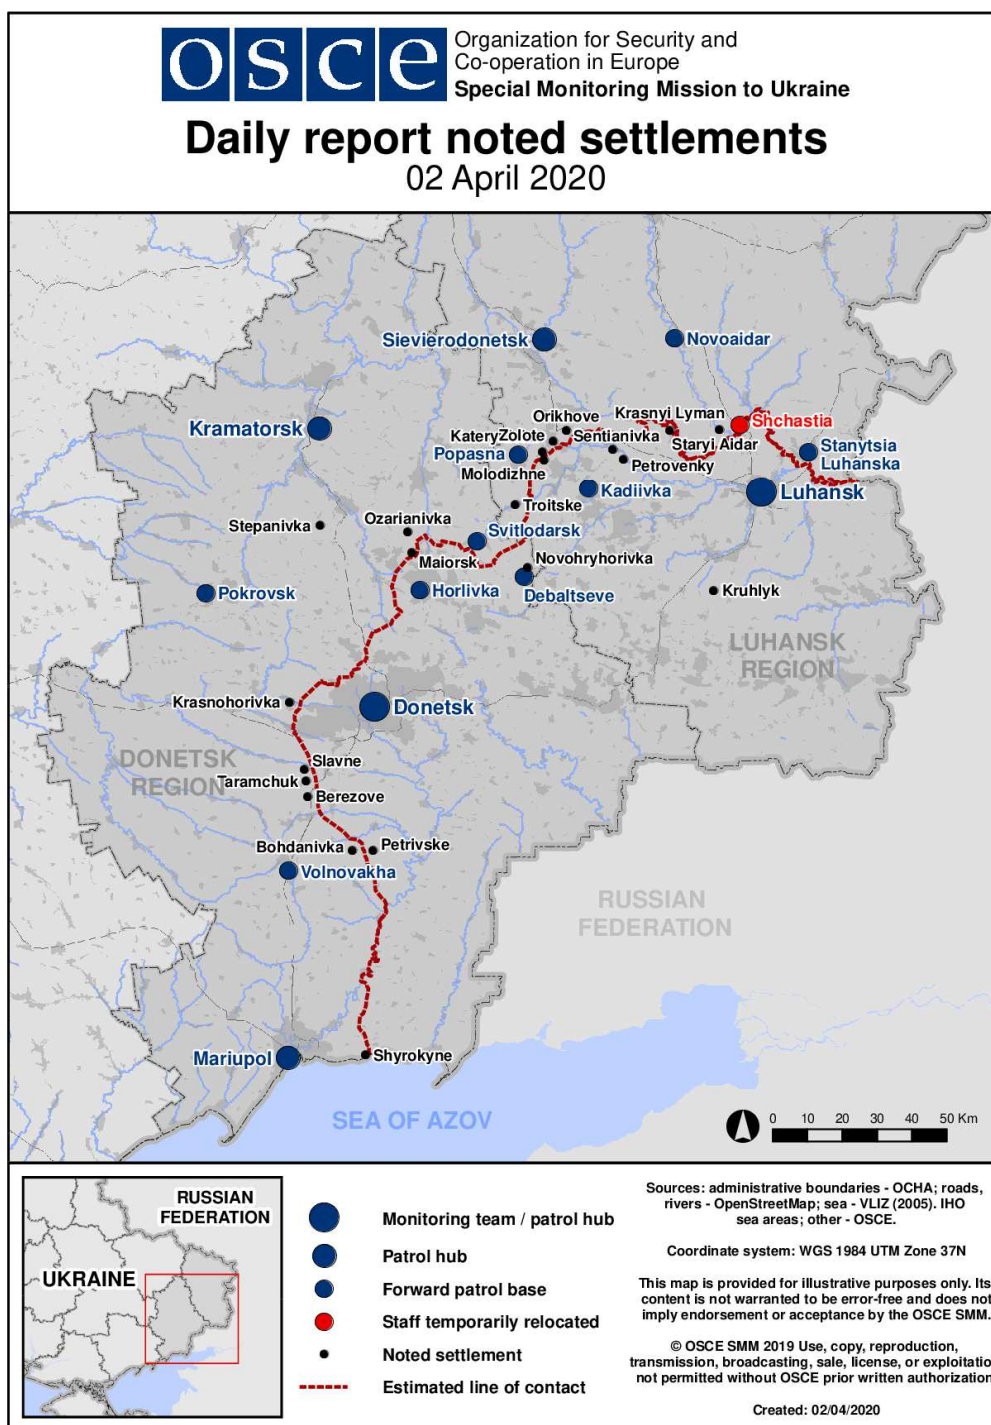 osce
Organization for Security and
Co-operation in Europe
Special Monitoring Mission to Ukraine
Daily report noted settlements
02 April 2020
Sievierodonetsk
Novoaidar
Kramatorsk
Orikhove
Krasnyi Lyman
Shchastia
KateryZolote
Sentianivka
Staryi Aidar
Popasna
Stanytsia
Luhanska
Molodizhne
Petrovenky
Kadiivka
Luhansk
Troitske
Ozarianivka
Stepanivka
Svitlodarsk
Maiorsk
Novohryhorivka
Pokrovsk
Horlivka
Debaltseve
Kruhlyk
LUHANSK
REGION
Krasnohorivka
Donetsk
DONETSK
REGION
Slavne
Taramchuk
Berezove
Bohdanivka
Petrivske
Volnovakha
RUSSIAN
FEDERATION
Mariupol
Shyrokyne
SEA OF AZOV
0 10 20 30 40 50 Km
RUSSIAN
FEDERATION
UKRAINE
Monitoring team / patrol hub
Patrol hub
Forward patrol base
Staff temporarily relocated
Noted settlement
Estimated line of contact
Sources: administrative boundaries - OCHA; roads,
rivers - OpenStreetMap; sea - VLIZ (2005). IHO
sea areas; other - OSCE.
Coordinate system: WGS 1984 UTM Zone 37N
This map is provided for illustrative purposes only. Its
content is not warranted to be error-free and does not
imply endorsement or acceptance by the OSCE SMM.
© OSCE SMM 2019 Use, copy, reproduction,
transmission, broadcasting, sale, license, or exploitatio
not permitted without OSCE prior written authorization
Created: 02/04/2020